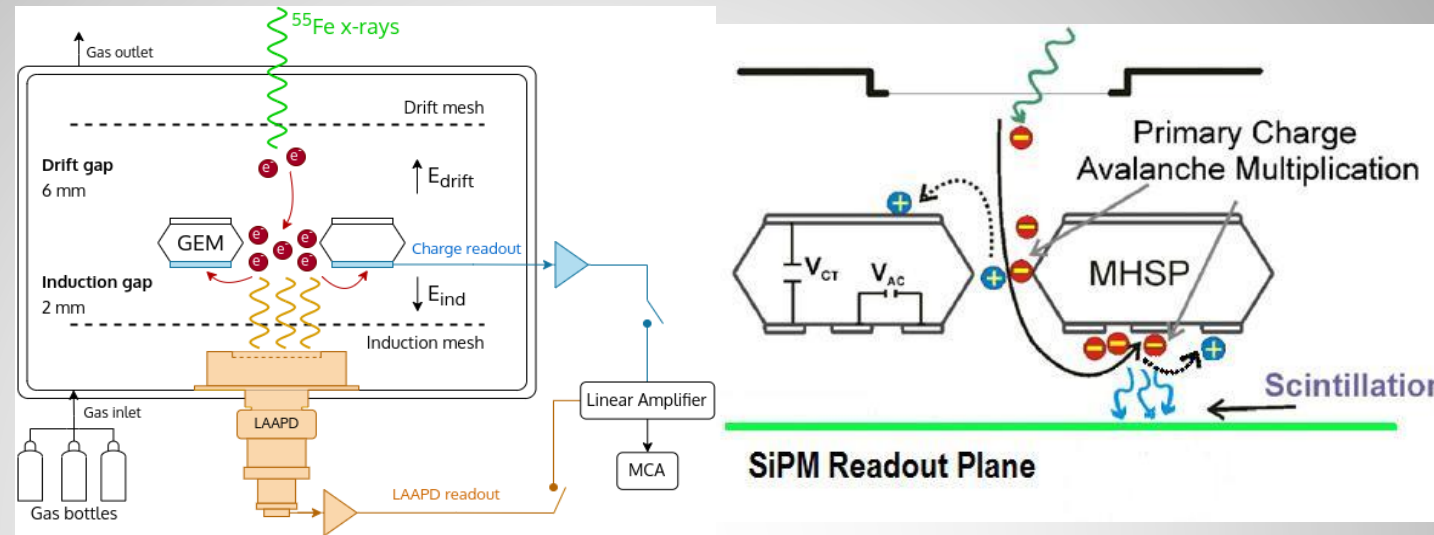 55Fe x-rays
Gas outlet
Drift mesh
Drift gap
6 mm
Edrift
e- e-
GEM
e- e- e- e- e-
Charge readout
Induction gap
2 mm
Eind
Induction mesh
Gas inlet
LAAPD
Linear Amplifier
MCA
LAAPD readout
Gas bottles
Primary Charge
Avalanche Multiplication
VCT
VAC
MHSP
Scintillation
SiPM Readout Plane